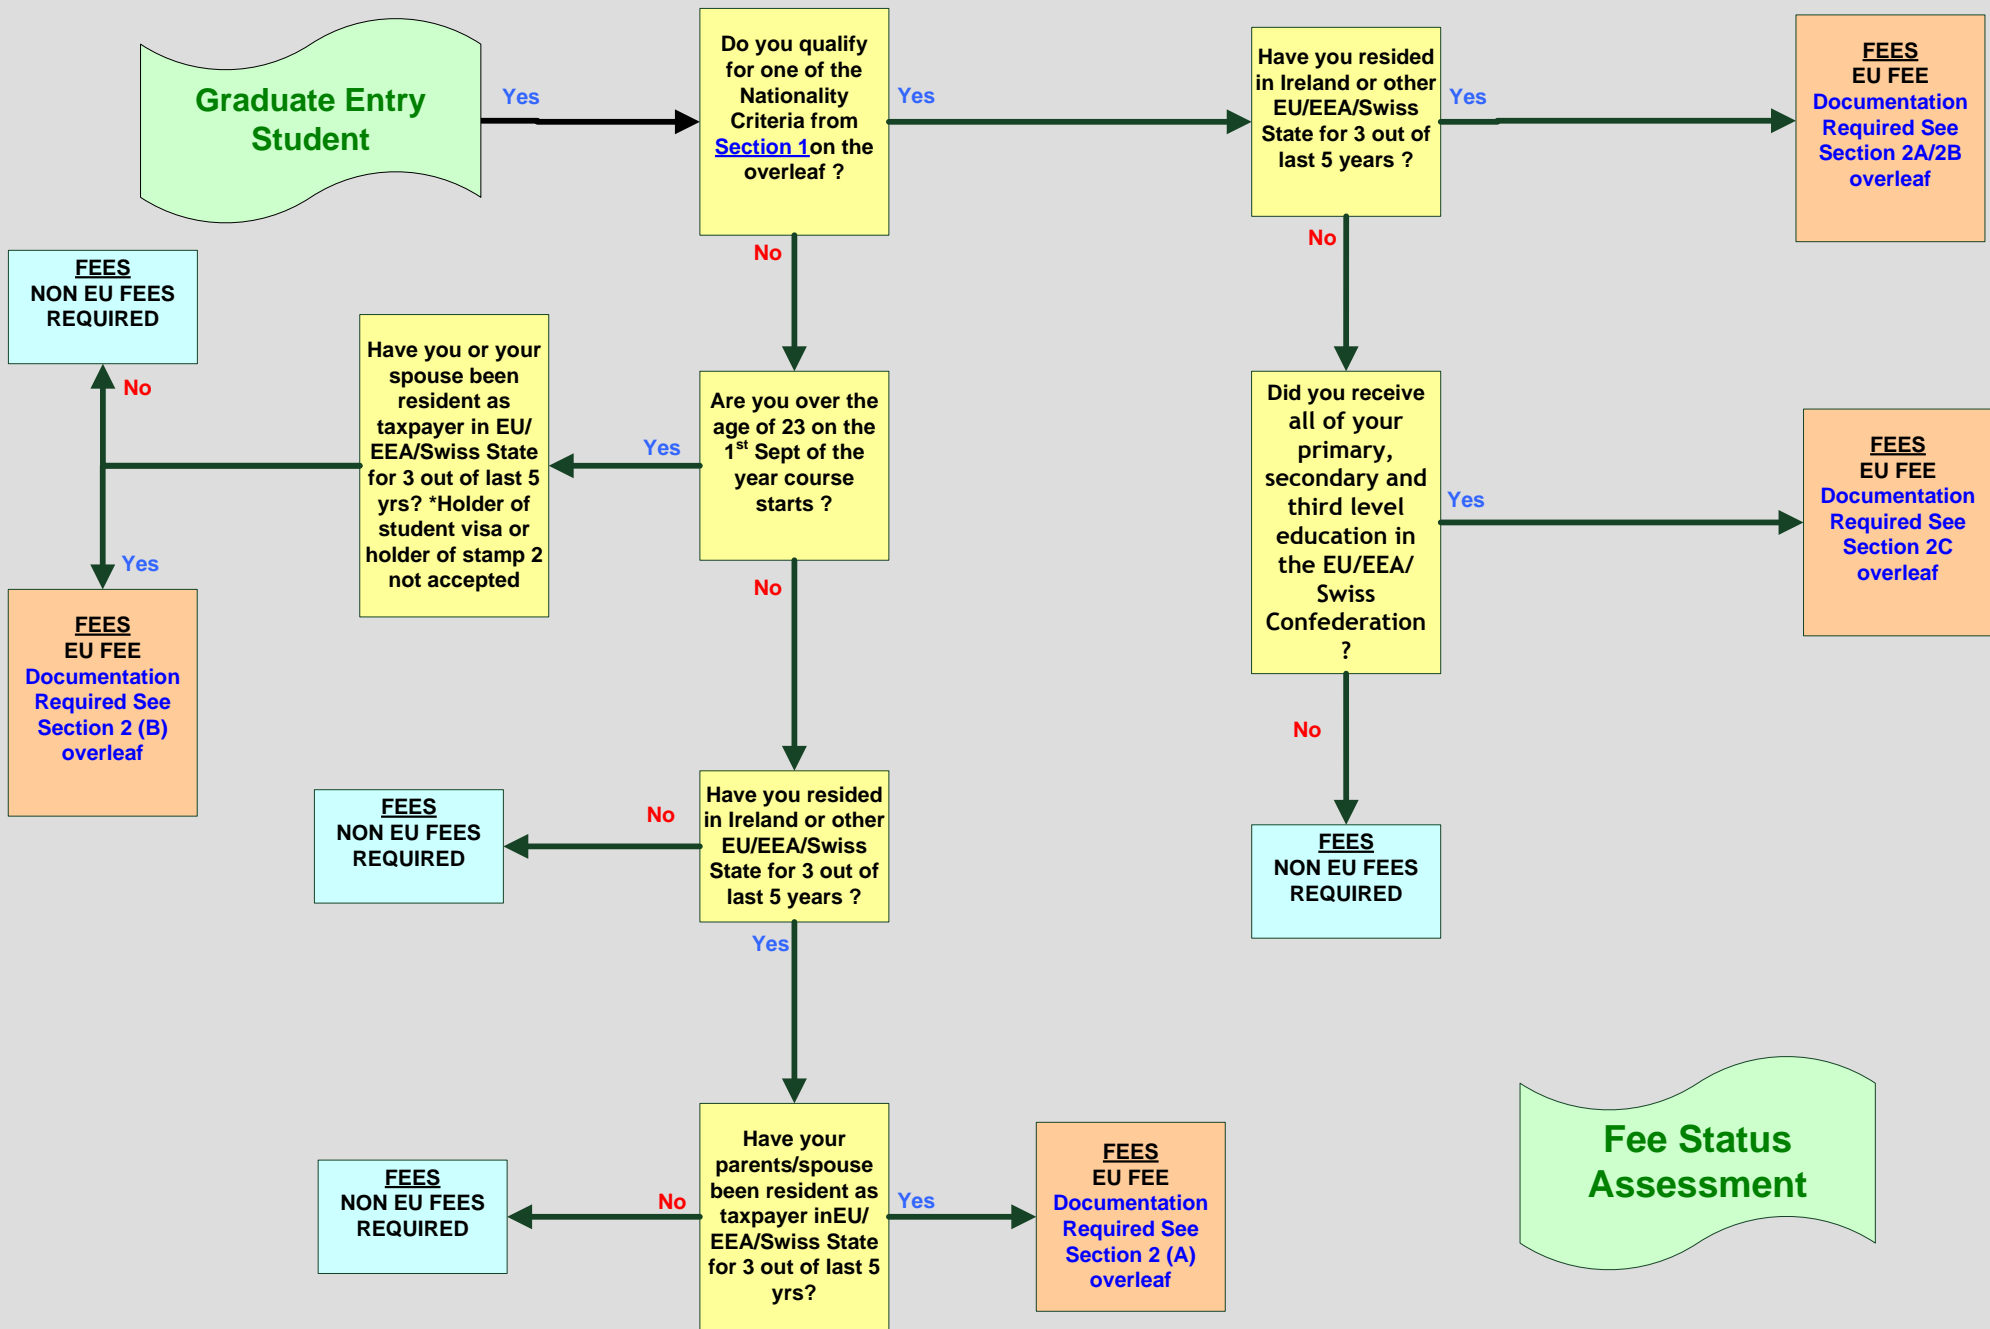 Graduate Entry
Student
Yes
Do you qualify
for one of the
Nationality
Criteria from
Section 1on the
overleaf ?
Yes
Have you resided
in Ireland or other
EU/EEA/Swiss
State for 3 out of
last 5 years ?
Yes
FEES
EU FEE
Documentation
Required See
Section 2A/2B
overleaf
No
No
FEES
NON EU FEES
REQUIRED
No
Have you or your
spouse been
resident as
taxpayer in EU/
EEA/Swiss State
for 3 out of last 5
yrs? *Holder of
student visa or
holder of stamp 2
not accepted
Yes
Are you over the
age of 23 on the
1st Sept of the
year course
starts ?
Did you receive
all of your
primary,
secondary and
third level
education in
the EU/EEA/
Swiss
Confederation
?
Yes
FEES
EU FEE
Documentation
Required See
Section 2C
overleaf
Yes
FEES
EU FEE
Documentation
Required See
Section 2 (B)
overleaf
No
No
FEES
NON EU FEES
REQUIRED
No
Have you resided
in Ireland or other
EU/EEA/Swiss
State for 3 out of
last 5 years ?
FEES
NON EU FEES
REQUIRED
Yes
FEES
NON EU FEES
REQUIRED
No
Have your
parents/spouse
been resident as
taxpayer inEU/
EEA/Swiss State
for 3 out of last 5
yrs?
Yes
FEES
EU FEE
Documentation
Required See
Section 2 (A)
overleaf
Fee Status
Assessment